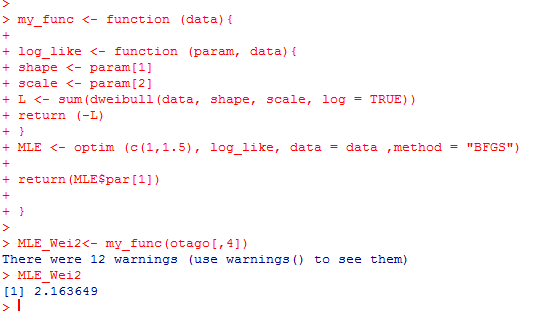 >
> my_func <- function (data){
+
+ log_like <- function (param, data){
+ shape <- param[1]
+ scale <- param[2]
+ L <- sum(dweibull(data, shape, scale, log = TRUE))
+ return (-L)
+ }
+ MLE <- optim (c(1,1.5), log_like, data = data ,method = "BFGS")
+
+ return(MLE$par[1])
+
+ }
>
> MLE_Wei2<- my_func(otago[,4])
There were 12 warnings (use warnings() to see them)
> MLE_Wei2
[1] 2.163649
>